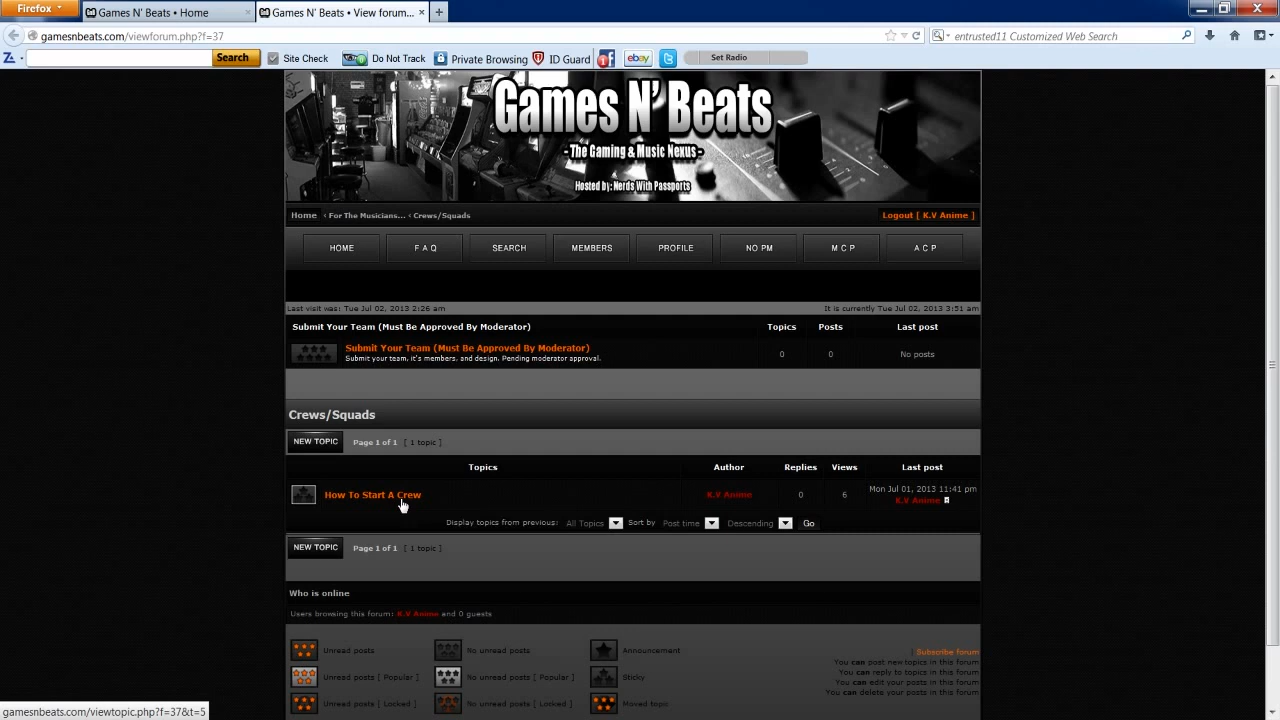 Firefox
Games N' Beats • Home
Games N' Beats • View forum...
gamesnbeats.com/viewforum.php?f=37
entrusted11 Customized Web Search
Search
Site Check
Do Not Track
Private Browsing
ID Guard
ebay
Set Radio
Games N' Beats
- The Gaming & Music Nexus -
Hosted by: Nerds With Passports
Home ‹ For The Musicians... ‹ Crews/Squads
Logout [ K.V Anime ]
HOME
F A Q
SEARCH
MEMBERS
PROFILE
NO PM
M C P
A C P
Last visit was: Tue Jul 02, 2013 2:26 am
It is currently Tue Jul 02, 2013 3:51 am
Submit Your Team (Must Be Approved By Moderator)
Topics
Posts
Last post
Submit Your Team (Must Be Approved By Moderator)
Submit your team, it's members, and design. Pending moderator approval.
0
0
No posts
Crews/Squads
NEW TOPIC
Page 1 of 1 [ 1 topic ]
Topics
Author
Replies
Views
Last post
How To Start A Crew
K.V Anime
0
6
Mon Jul 01, 2013 11:41 pm
K.V Anime
Display topics from previous: All Topics Sort by Post time Descending Go
NEW TOPIC
Page 1 of 1 [ 1 topic ]
Who is online
Users browsing this forum: K.V Anime and 0 guests
Unread posts
No unread posts
Announcement
Unread posts [ Popular ]
No unread posts [ Popular ]
Sticky
Unread posts [ Locked ]
No unread posts [ Locked ]
Moved topic
| Subscribe forum
You can post new topics in this forum
You can reply to topics in this forum
You can edit your posts in this forum
You can delete your posts in this forum
gamesnbeats.com/viewtopic.php?f=37&t=5